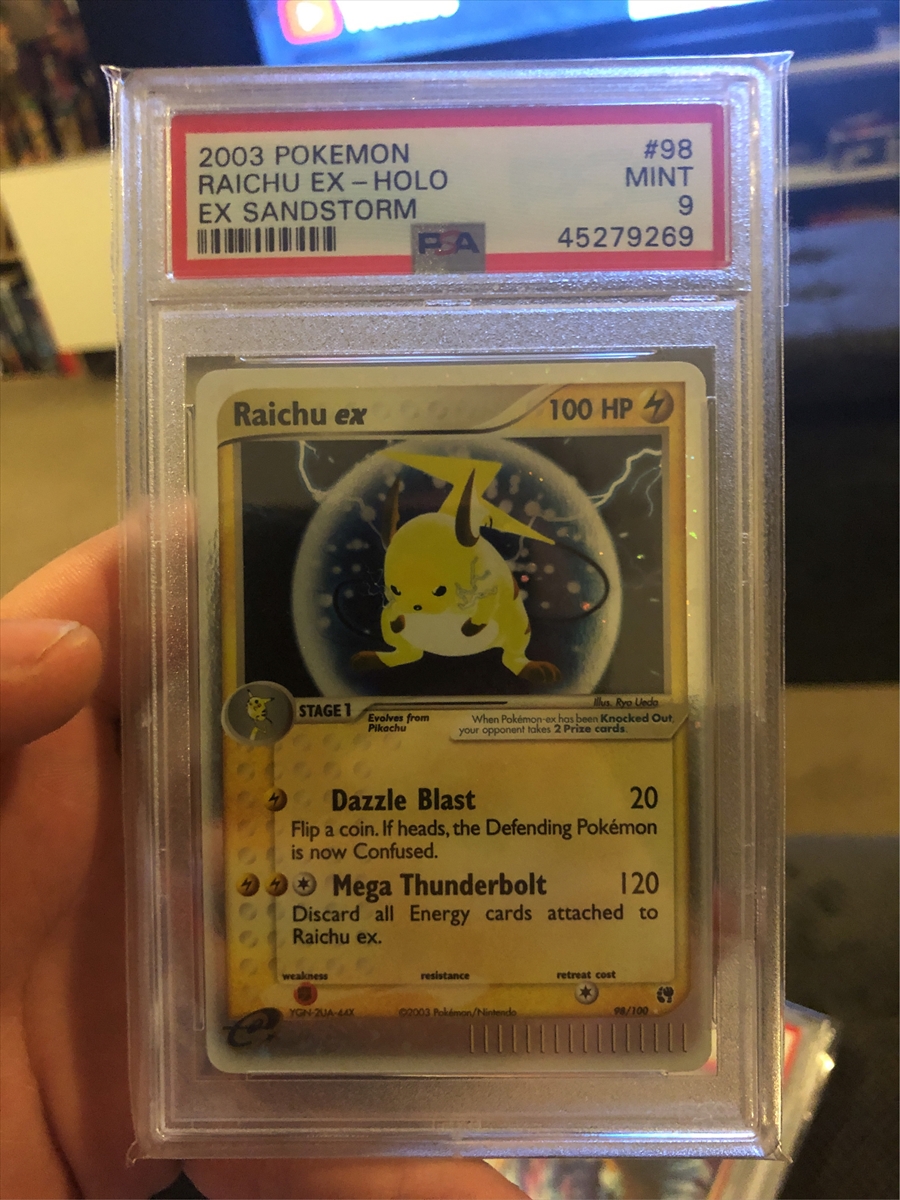 2003 POKEMON #98
RAICHU EX – HOLO MINT
EX SANDSTORM 9
PSA 45279269
Raichu ex 100 HP
STAGE 1 Evolves from Pikachu
Illus. Ryo Ueda
When Pokémon-ex has been Knocked Out,
your opponent takes 2 Prize cards.
Dazzle Blast 20
Flip a coin. If heads, the Defending Pokémon
is now Confused.
Mega Thunderbolt 120
Discard all Energy cards attached to
Raichu ex.
weakness resistance retreat cost
YGN-2UA-44X ©2003 Pokémon/Nintendo 98/100
e